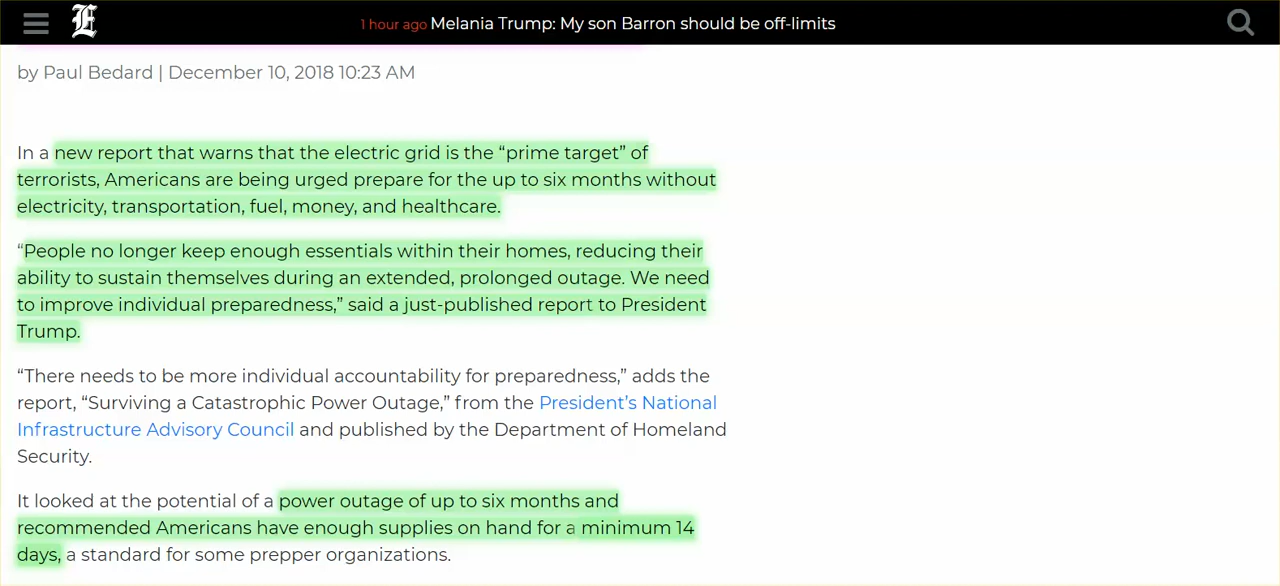 1 hour ago Melania Trump: My son Barron should be off-limits
by Paul Bedard | December 10, 2018 10:23 AM
In a new report that warns that the electric grid is the “prime target” of
terrorists, Americans are being urged prepare for the up to six months without
electricity, transportation, fuel, money, and healthcare.
“People no longer keep enough essentials within their homes, reducing their
ability to sustain themselves during an extended, prolonged outage. We need
to improve individual preparedness,” said a just-published report to President
Trump.
“There needs to be more individual accountability for preparedness,” adds the
report, “Surviving a Catastrophic Power Outage,” from the President’s National
Infrastructure Advisory Council and published by the Department of Homeland
Security.
It looked at the potential of a power outage of up to six months and
recommended Americans have enough supplies on hand for a minimum 14
days, a standard for some prepper organizations.